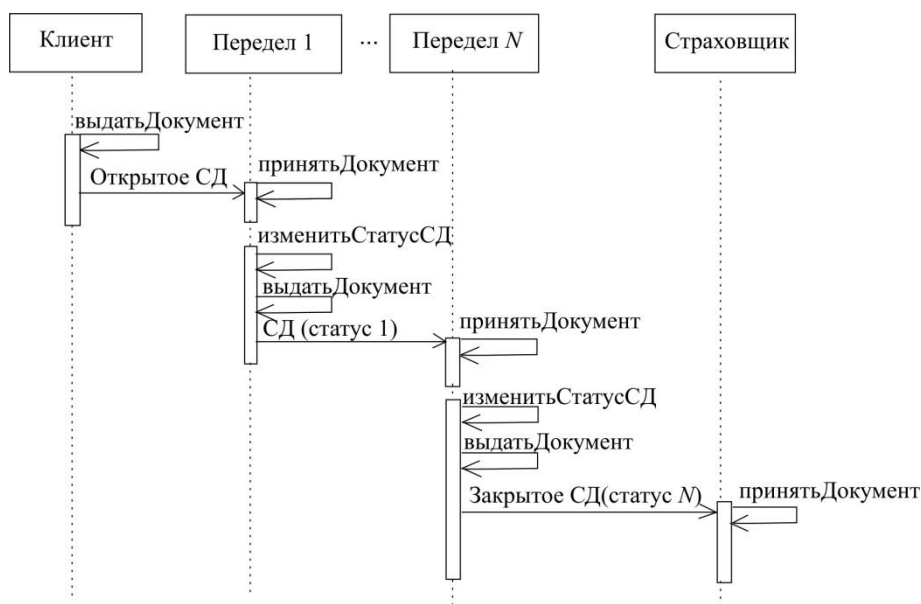 Клиент
Передел 1
...
Передел N
Страховщик
выдатьДокумент
Открытое СД
принятьДокумент
изменитьСтатусСД
выдатьДокумент
СД (статус 1)
принятьДокумент
изменитьСтатусСД
выдатьДокумент
Закрытое СД(статус N)
принятьДокумент